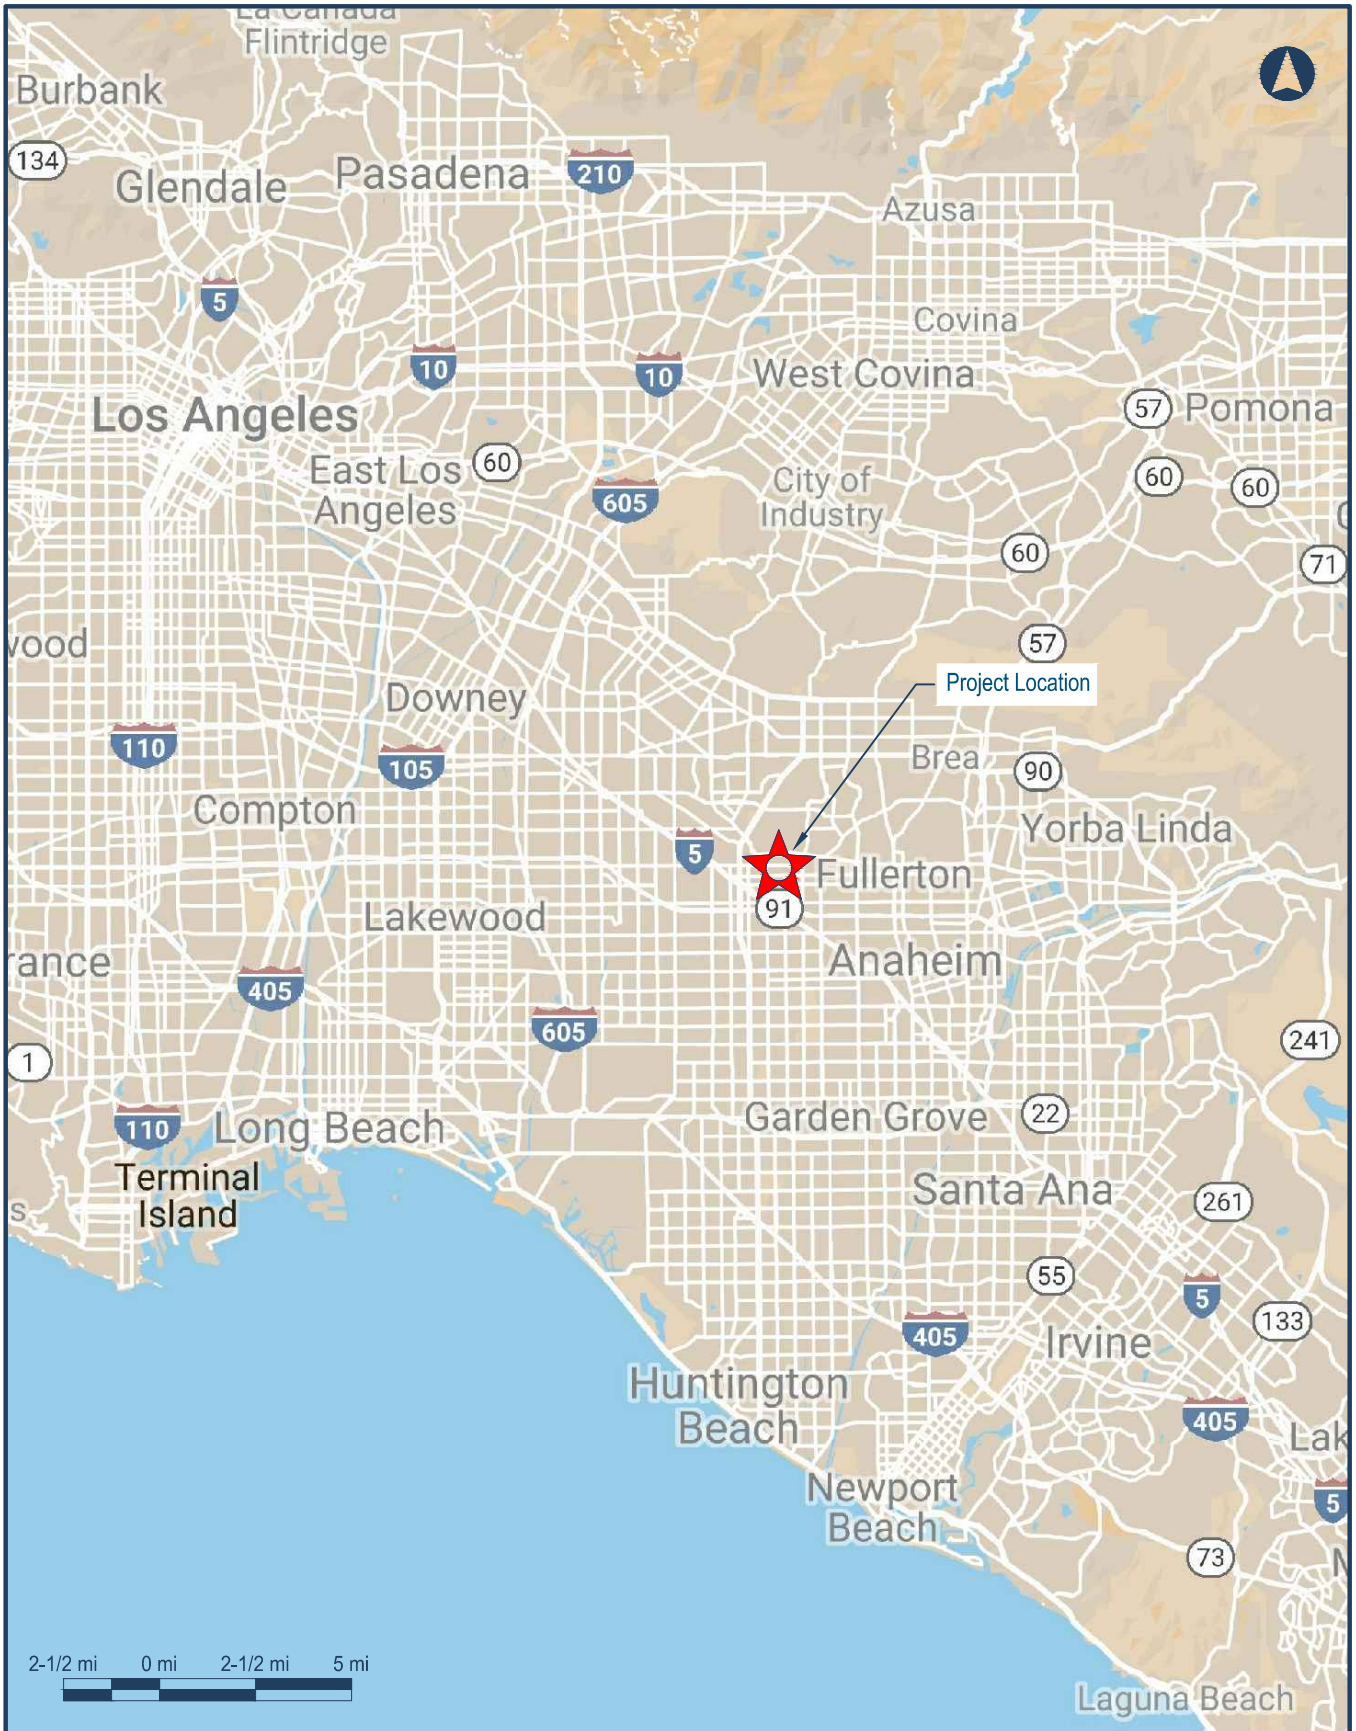 La Canada
Flintridge
Burbank
134
Glendale
Pasadena
210
Azusa
5
Covina
10
10
West Covina
57
Pomona
Los Angeles
60
East Los
Angeles
605
City of
Industry
60
60
60
71
wood
57
Project Location
Downey
110
105
Brea
90
Compton
Yorba Linda
5
Fullerton
91
Lakewood
rance
Anaheim
405
605
241
1
110
Long Beach
Garden Grove
22
Terminal
Island
s
Santa Ana
261
55
5
133
405
Irvine
Huntington
Beach
405
Lak
Newport
Beach
5
73
M
2-1/2 mi 0 mi 2-1/2 mi 5 mi
Laguna Beach